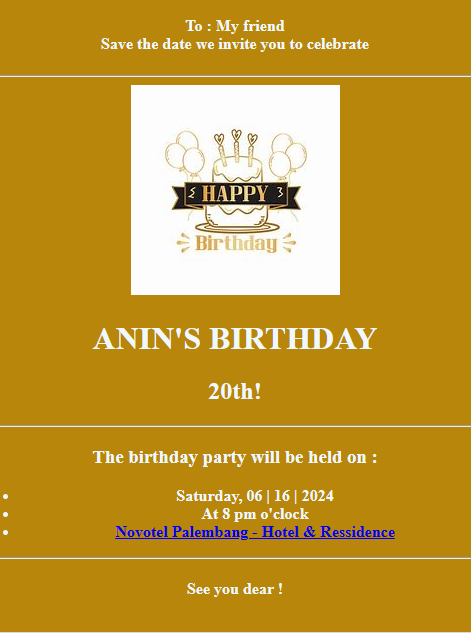 To : My friend
Save the date we invite you to celebrate
HAPPY
Birthday
ANIN'S BIRTHDAY
20th!
The birthday party will be held on :
Saturday, 06 | 16 | 2024
At 8 pm o'clock
Novotel Palembang - Hotel & Ressidence
See you dear !